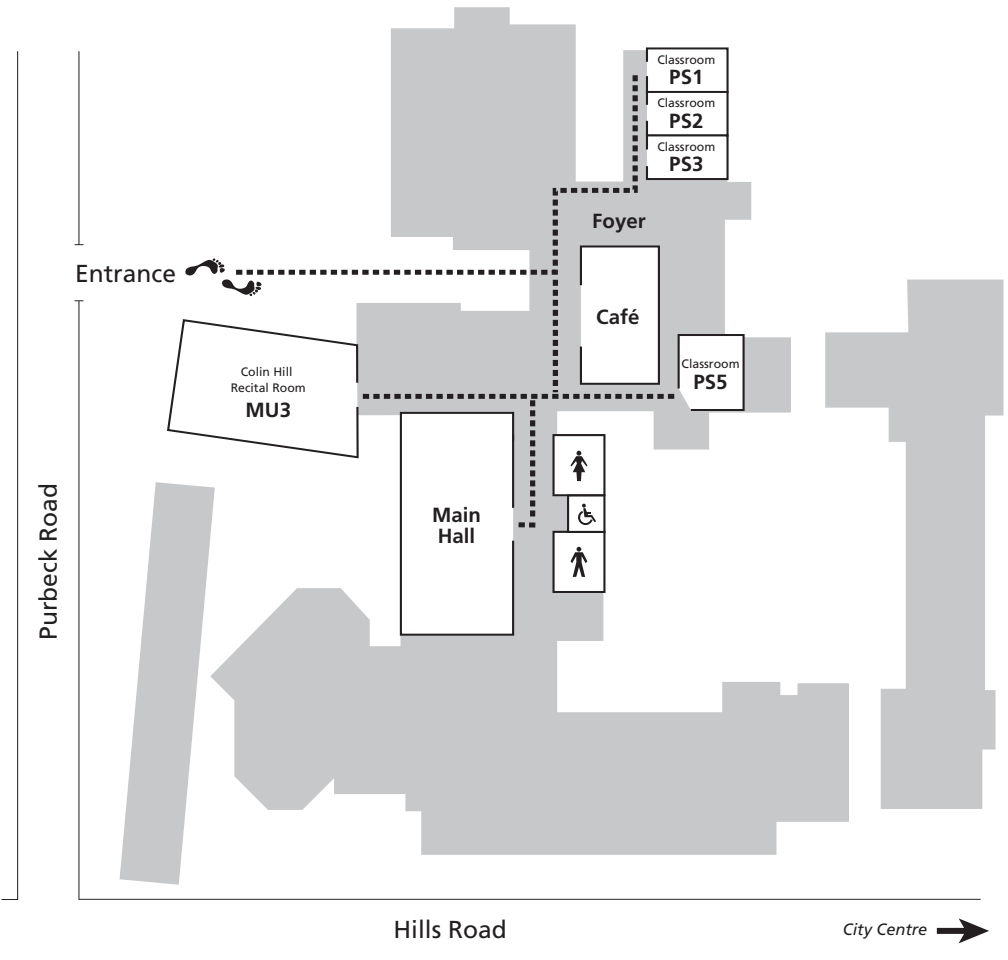 Classroom
PS1
Classroom
PS2
Classroom
PS3
Foyer
Entrance
Café
Classroom
PS5
Colin Hill
Recital Room
MU3
Main
Hall
Purbeck Road
Hills Road
City Centre